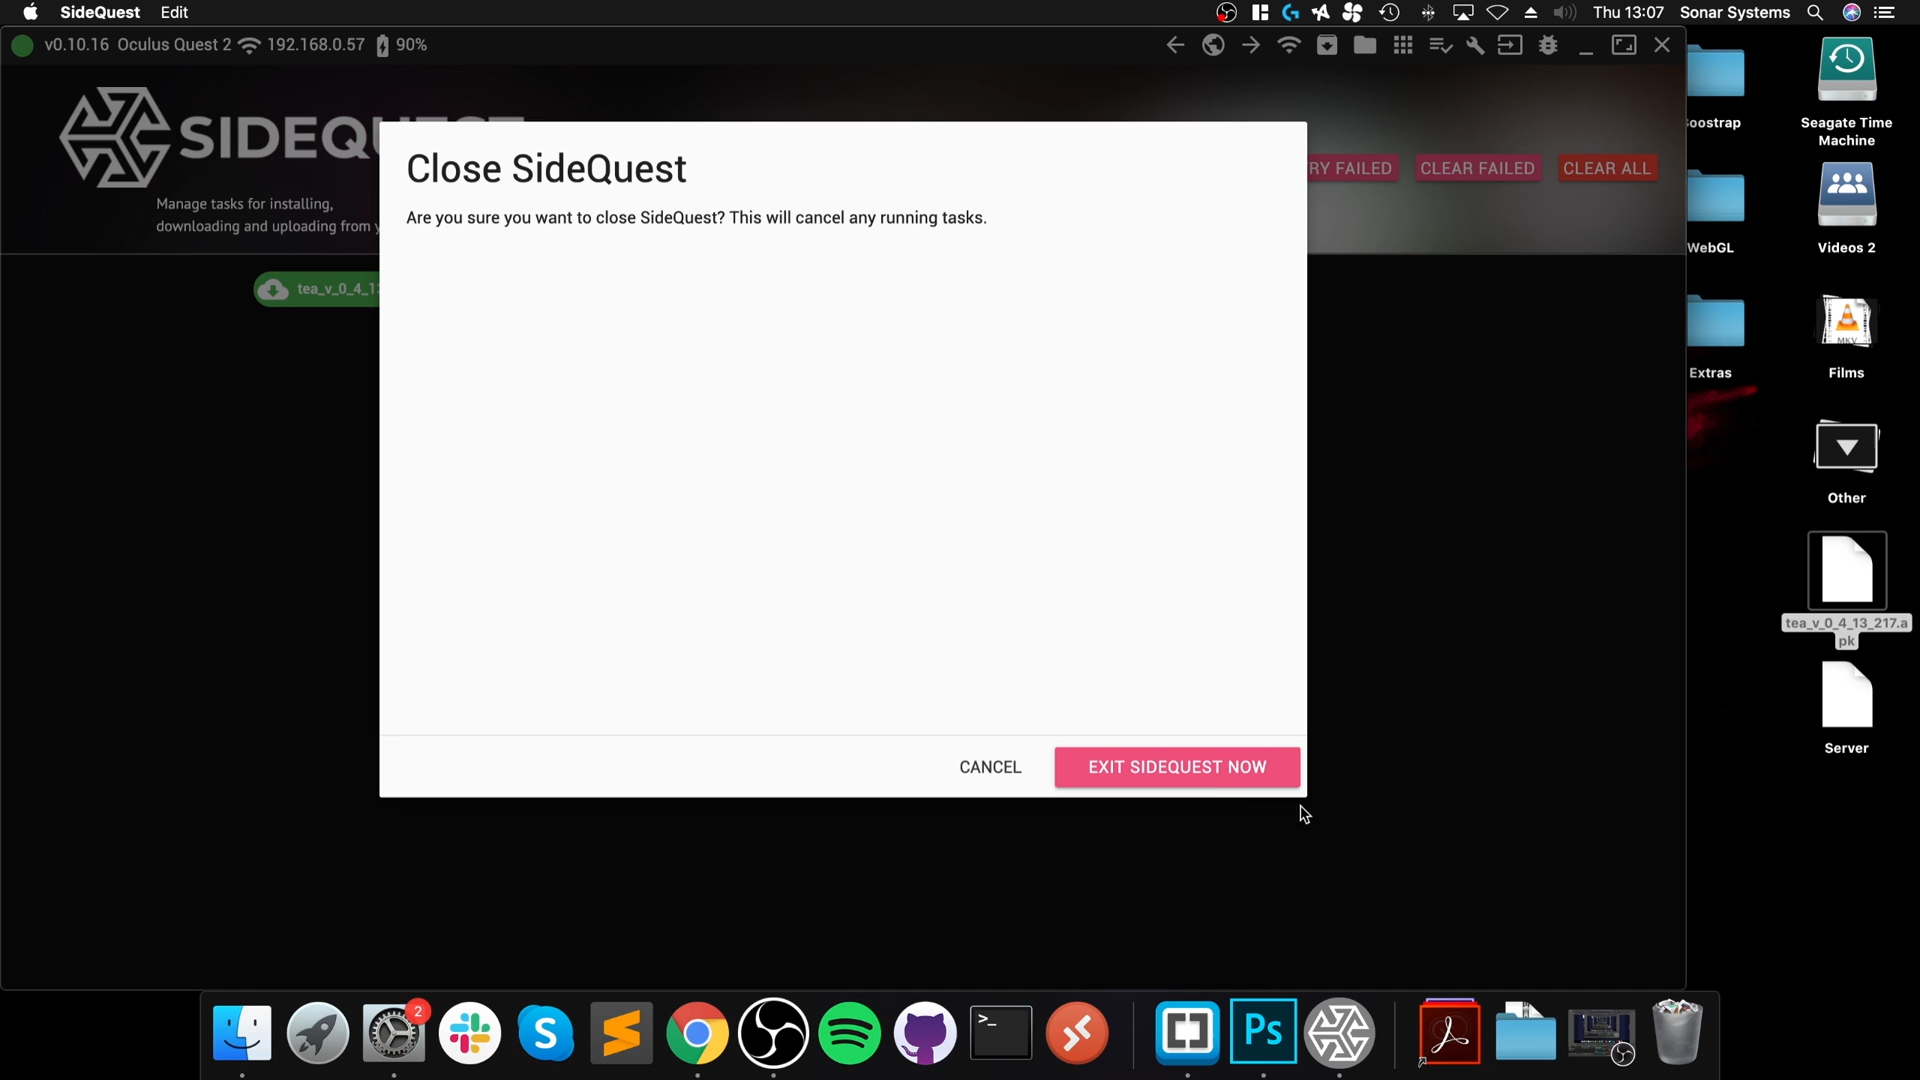 SideQuest Edit
Thu 13:07 Sonar Systems
v0.10.16 Oculus Quest 2 192.168.0.57 90%
SIDEQ
Manage tasks for installing,
downloading and uploading from
RY FAILED CLEAR FAILED CLEAR ALL
tea_v_0_4_1
Close SideQuest
Are you sure you want to close SideQuest? This will cancel any running tasks.
CANCEL EXIT SIDEQUEST NOW
oostrap
Seagate Time
Machine
WebGL
Videos 2
Extras
MKV
Films
Other
tea_v_0_4_13_217.a
pk
Server
2
S
>_
Ps